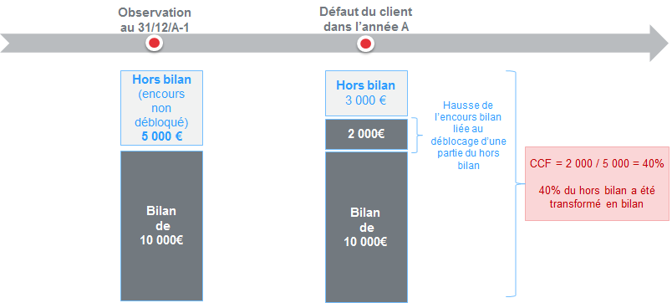 Observation
au 31/12/A-1
Défaut du client
dans l'année A
Hors bilan
(encours
non
débloqué)
5 000 €
Bilan
de
10 000€
Hors bilan
3 000 €
2 000€
Bilan
de
10 000€
Hausse de
l'encours bilan
liée au
déblocage d'une
partie du hors
bilan
CCF = 2 000 / 5 000 = 40%
40% du hors bilan a été
transformé en bilan